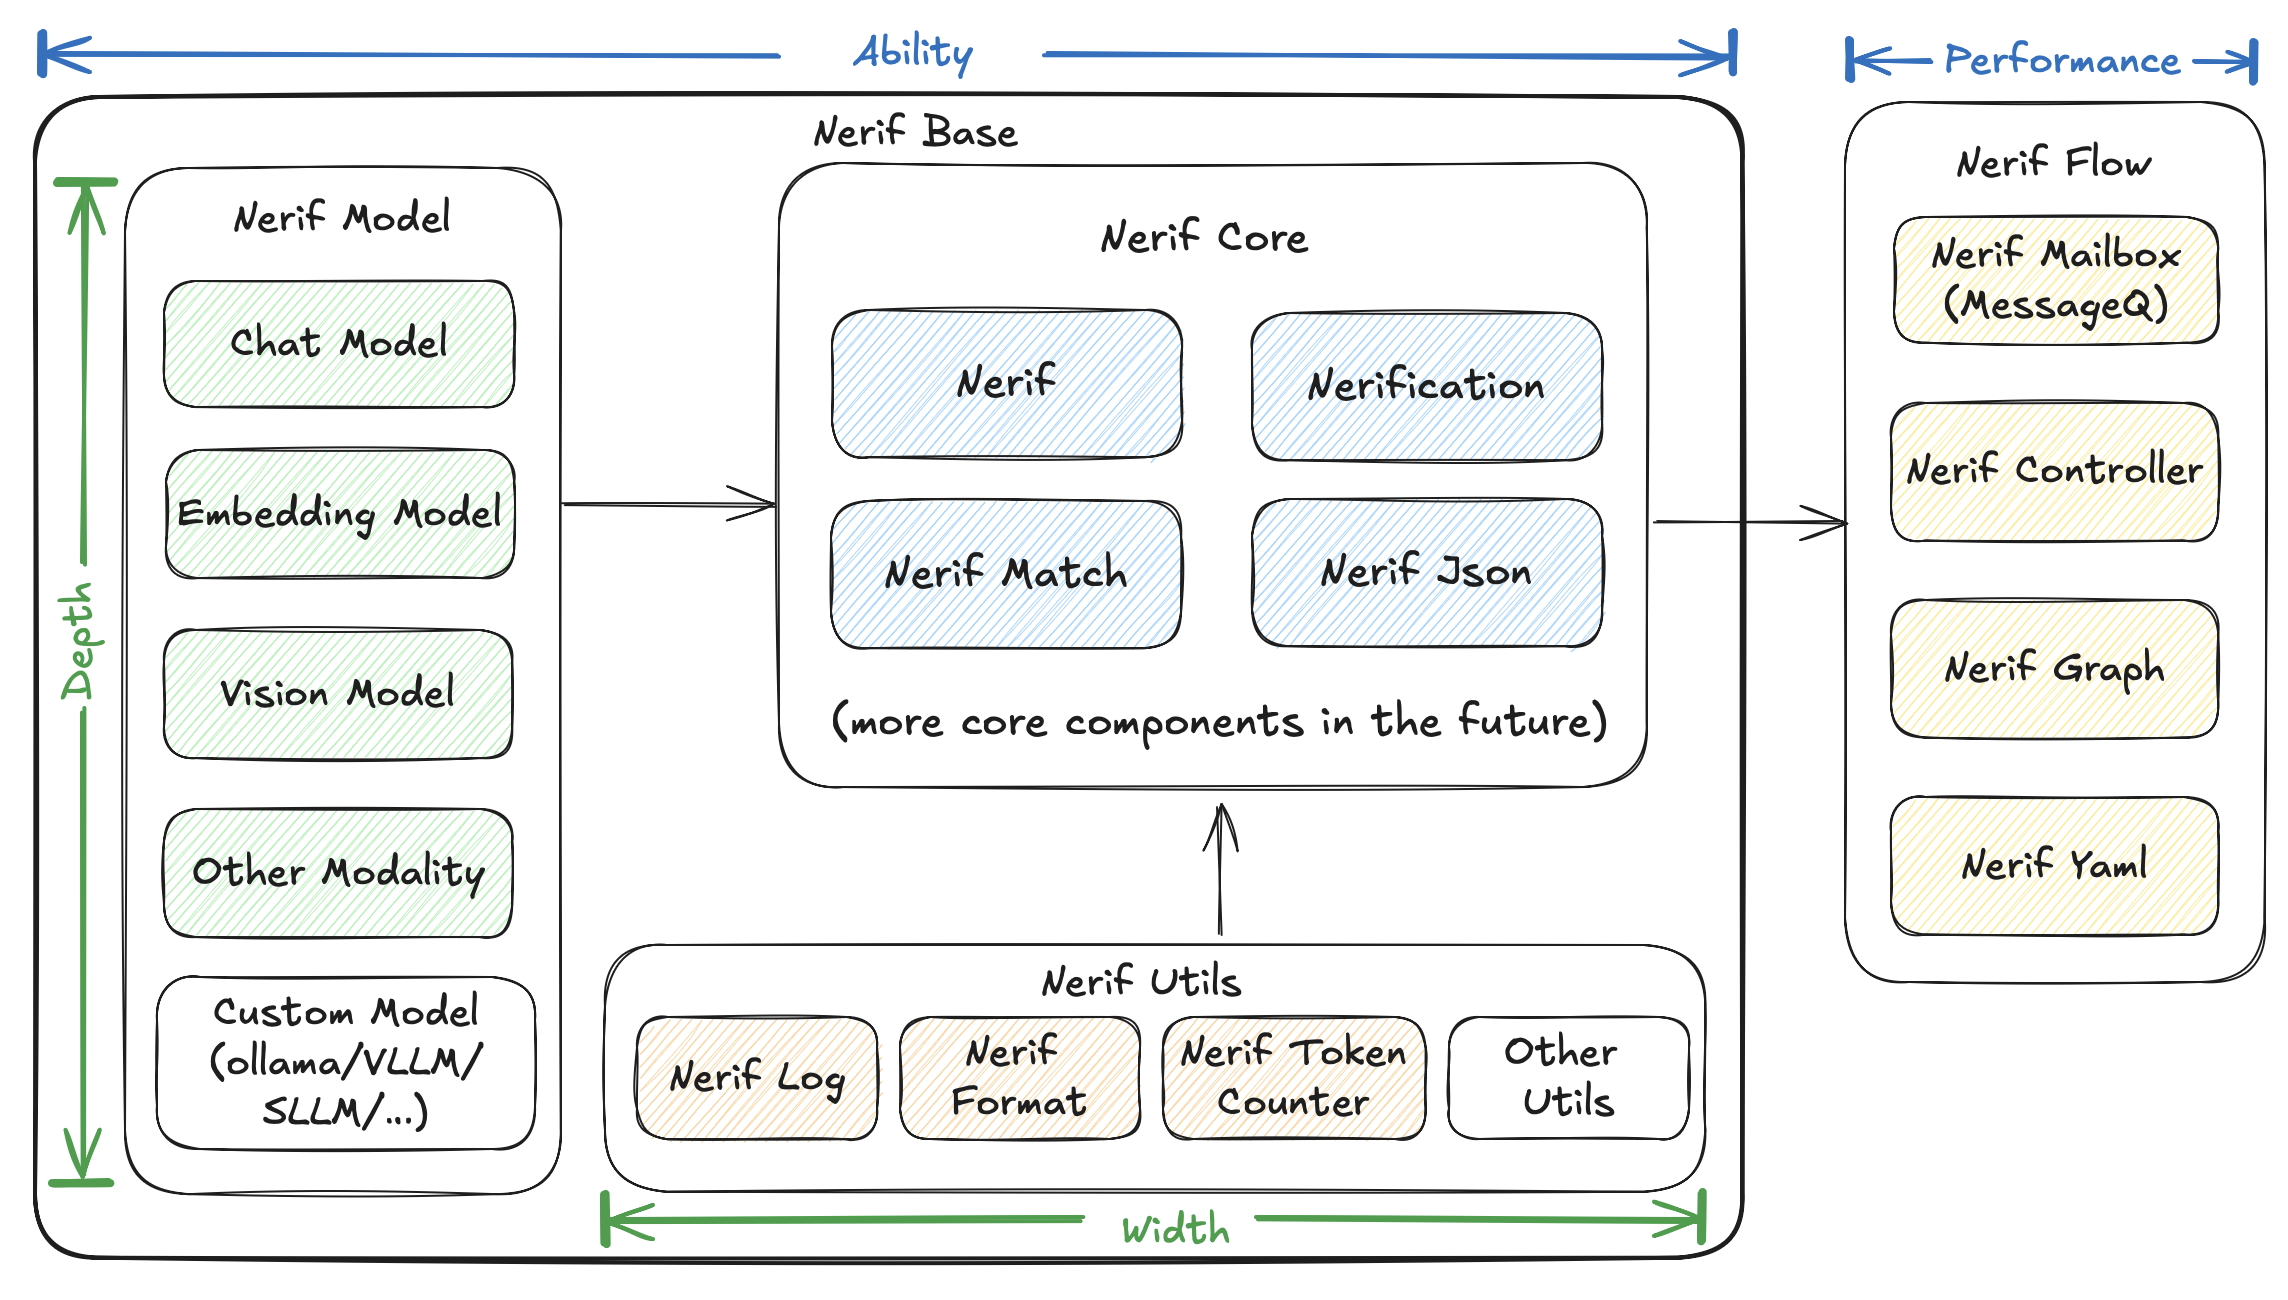 Ability
Performance
Nerif Base
Nerif Model
Chat Model
Embedding Model
Vision Model
Other Modality
Custom Model
(ollama/VLLM/
SLLM/...)
Depth
Nerif Core
Nerif
Nerification
Nerif Match
Nerif Json
(more core components in the future)
Nerif Utils
Nerif Log
Nerif
Format
Nerif Token
Counter
Other
Utils
Width
Nerif Flow
Nerif Mailbox
(MessageQ)
Nerif Controller
Nerif Graph
Nerif Yaml